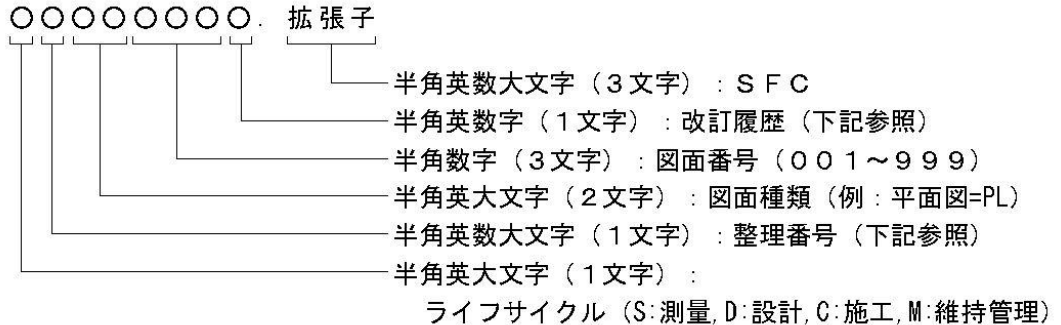 ○○○○○○○○. 拡張子
半角英数大文字(3文字):SFC
半角英数字(1文字):改訂履歴(下記参照)
半角数字(3文字):図面番号(001~999)
半角英大文字(2文字):図面種類(例:平面図=PL)
半角英数大文字(1文字):整理番号(下記参照)
半角英大文字(1文字):
ライフサイクル(S:測量,D:設計,C:施工,M:維持管理)